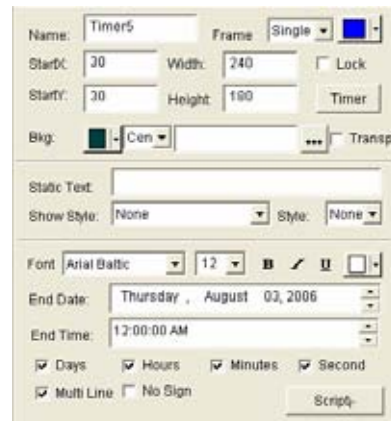 Name: Timer5 Frame Single
StartX: 30 Width: 240 Lock
StartY: 30 Height: 180 Timer
Bkg: Cen ... Transp
Static Text:
Show Style: None Style: None
Font Arial Baltic 12 B I U
End Date: Thursday , August 03, 2006
End Time: 12:00:00 AM
Days Hours Minutes Second
Multi Line No Sign Script